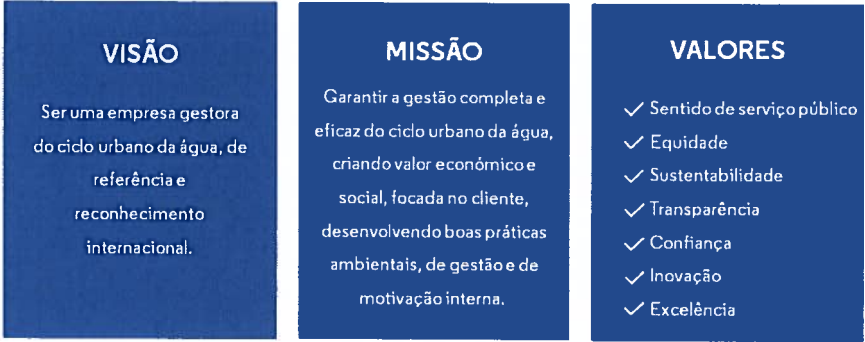 VISÃO
Ser uma empresa gestora
do ciclo urbano da água, de
referência e
reconhecimento
internacional.
MISSÃO
Garantir a gestão completa e
eficaz do ciclo urbano da água,
criando valor económico e
social, focada no cliente,
desenvolvendo boas práticas
ambientais, de gestão e de
motivação interna.
VALORES
✓ Sentido de serviço público
✓ Equidade
✓ Sustentabilidade
✓ Transparência
✓ Confiança
✓ Inovação
✓ Excelência